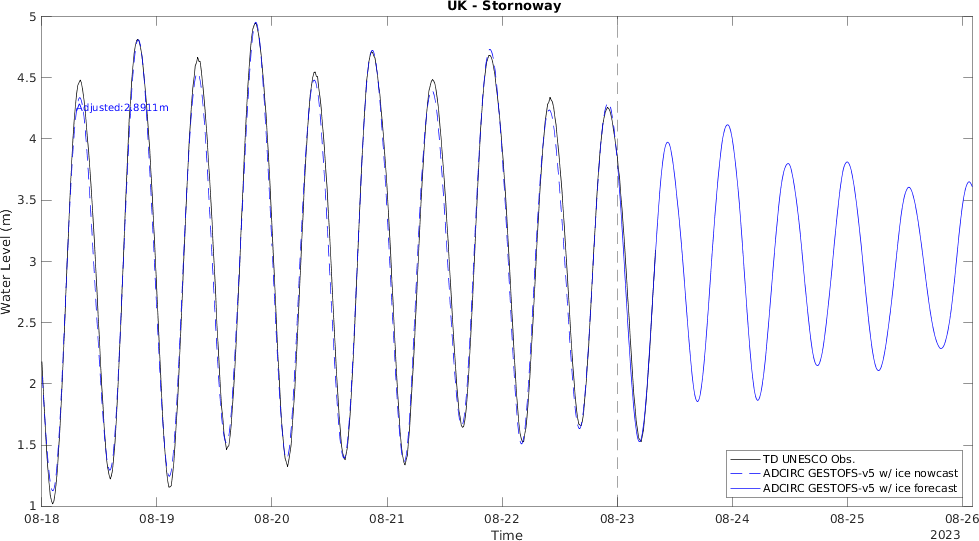 UK - Stornoway
5
4.5
4
3.5
3
2.5
2
1.5
1
Water Level (m)
Adjusted:2.8911m
TD UNESCO Obs.
ADCIRC GESTOFS-v5 w/ ice nowcast
ADCIRC GESTOFS-v5 w/ ice forecast
08-18 08-19 08-20 08-21 08-22 08-23 08-24 08-25 08-26
Time
2023